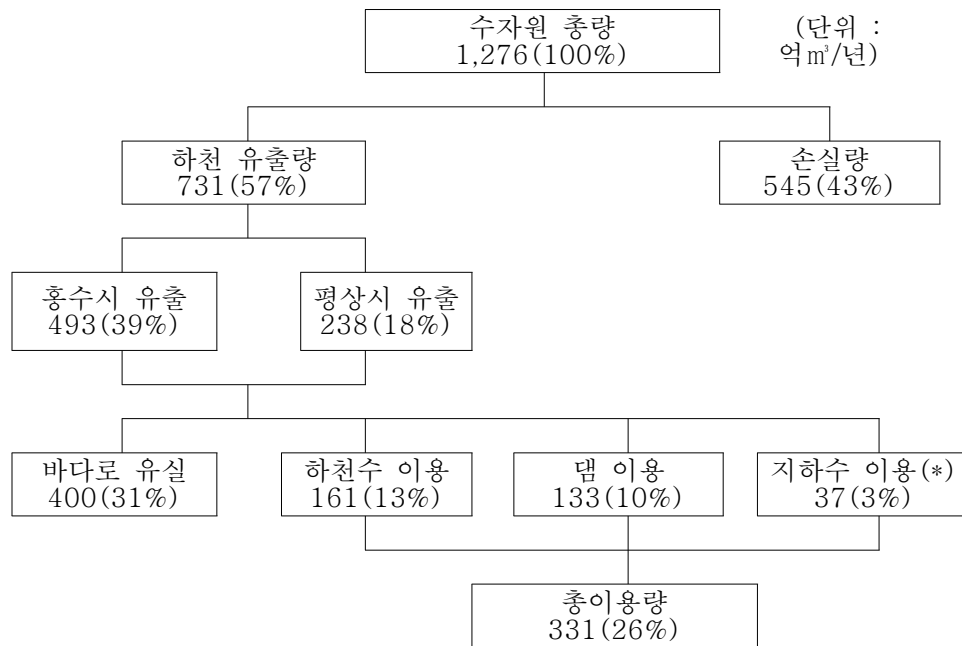 수자원 총량
1,276(100%)
(단위 :
억㎥/년)
하천 유출량
731(57%)
손실량
545(43%)
홍수시 유출
493(39%)
평상시 유출
238(18%)
바다로 유실
400(31%)
하천수 이용
161(13%)
댐 이용
133(10%)
지하수 이용(*)
37(3%)
총이용량
331(26%)